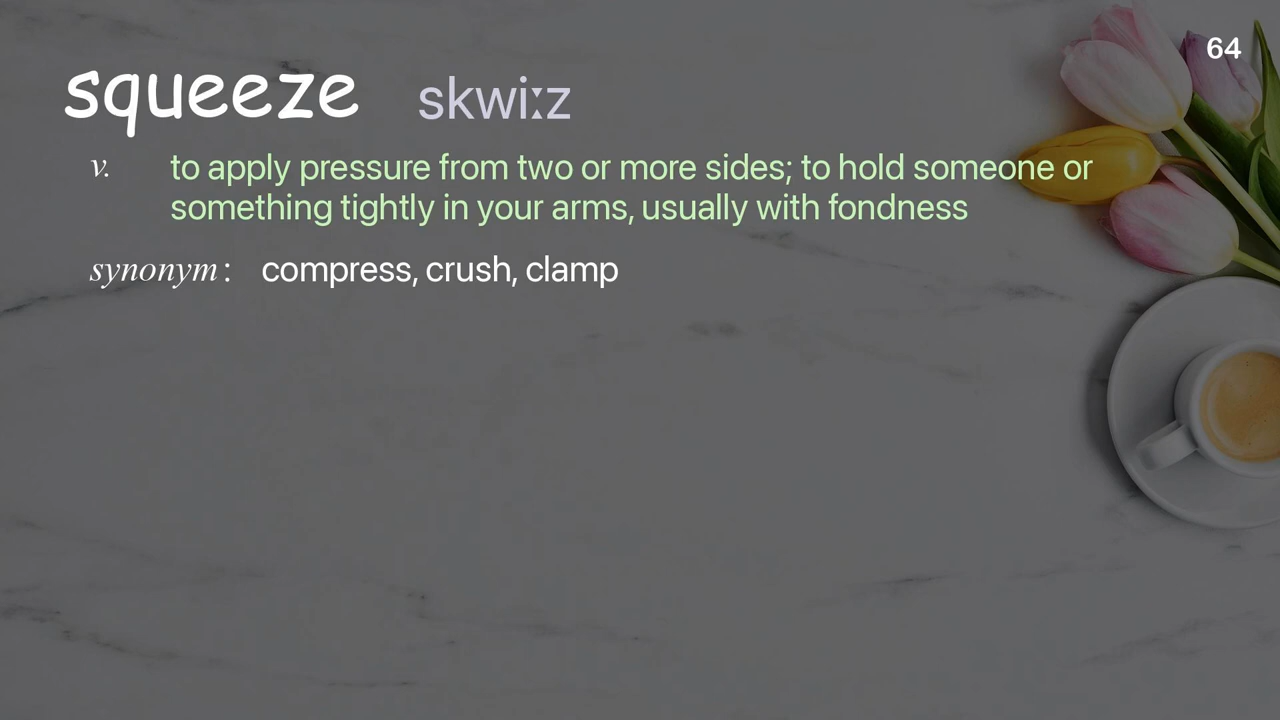 64
squeeze skwiːz
v. to apply pressure from two or more sides; to hold someone or
something tightly in your arms, usually with fondness
synonym: compress, crush, clamp